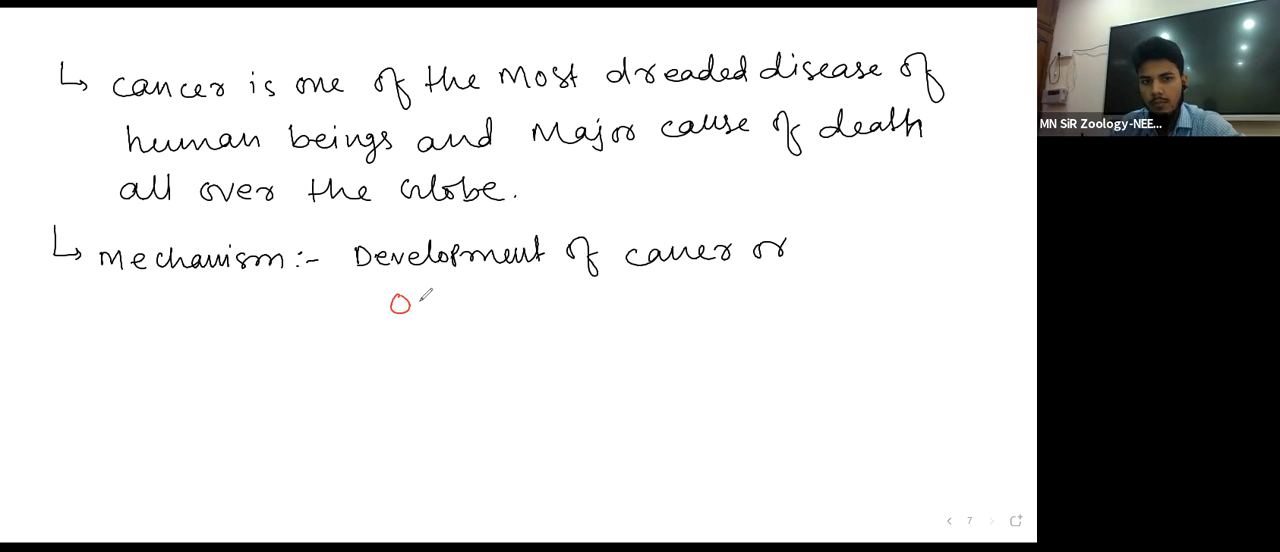 ↳ cancer is one of the most dreaded disease of
human beings and Major cause of death
all over the Globe.
↳ Mechanism:- Development of cancer or
O
MN SiR Zoology-NEE...
< 7 >